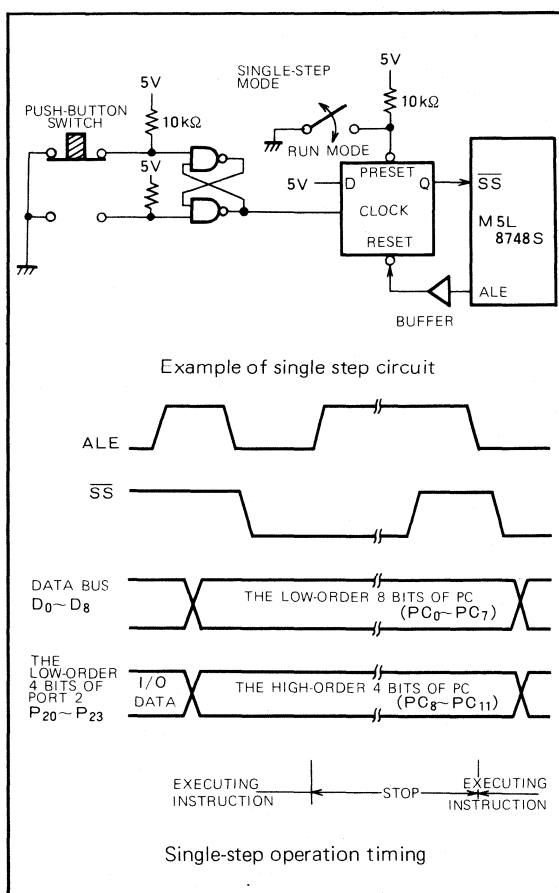 5V
SINGLE-STEP
MODE
5V
PUSH-BUTTON
SWITCH
10kΩ
10kΩ
5V
RUN MODE
5V
D
PRESET
Q
SS
CLOCK
M5L
8748S
RESET
ALE
BUFFER
Example of single step circuit
ALE
SS
DATA BUS
D0~D8
THE LOW-ORDER 8 BITS OF PC
(PC0~PC7)
THE
LOW-ORDER
4 BITS OF
PORT 2
P20~P23
I/O
DATA
THE HIGH-ORDER 4 BITS OF PC
(PC8~PC11)
EXECUTING
INSTRUCTION
STOP
EXECUTING
INSTRUCTION
Single-step operation timing